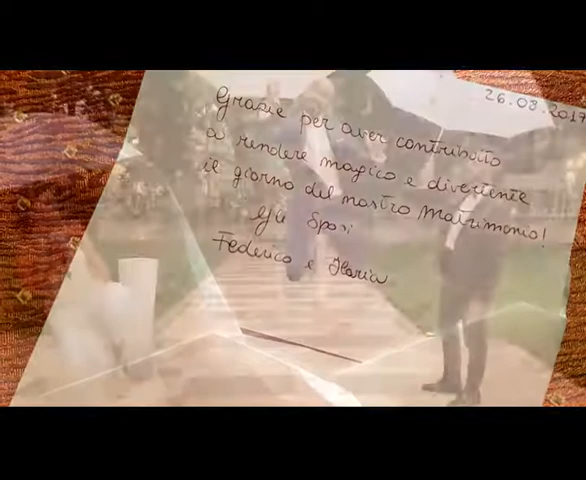 26.08.2017
Grazie per aver contribuito
a rendere magico e divertente
il giorno del nostro matrimonio!
Gli Sposi
Federico e Ilaria